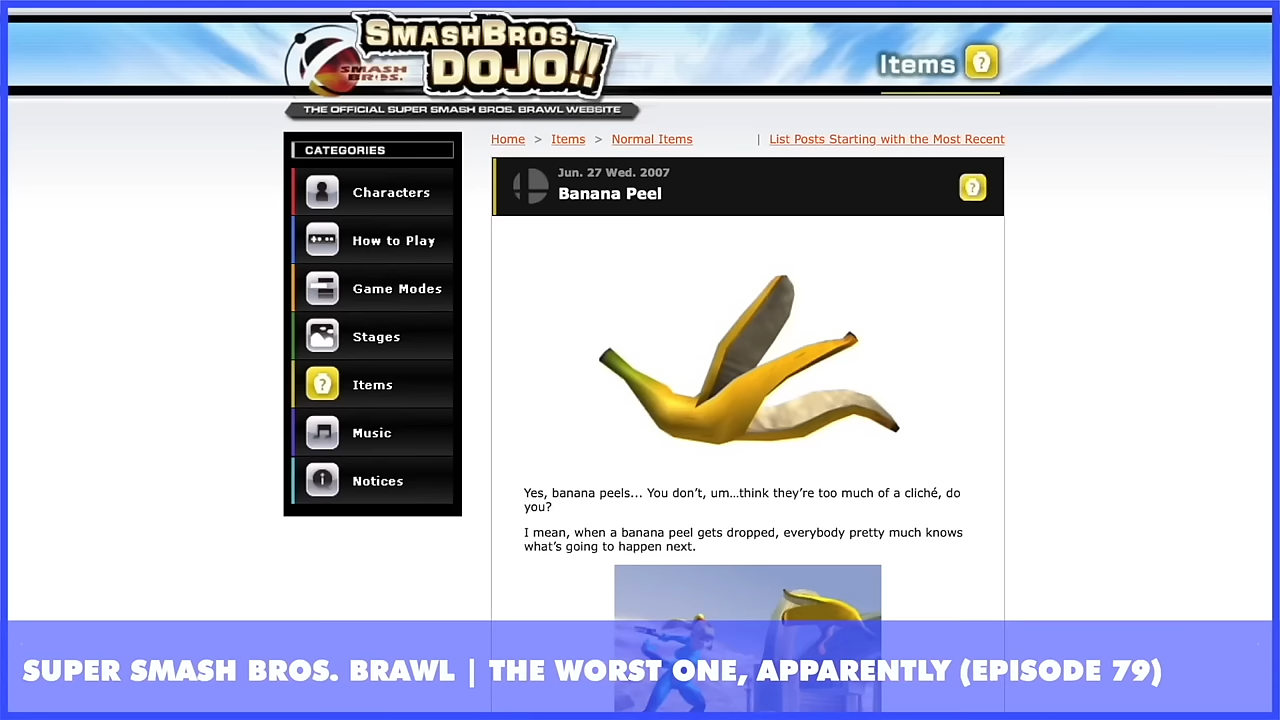 SMASHBROS.
DOJO!!
SMASH
BROS.
THE OFFICIAL SUPER SMASH BROS. BRAWL WEBSITE
Items
Home > Items > Normal Items | List Posts Starting with the Most Recent
CATEGORIES
Characters
How to Play
Game Modes
Stages
Items
Music
Notices
Jun. 27 Wed. 2007
Banana Peel
Yes, banana peels... You don't, um…think they're too much of a cliché, do
you?
I mean, when a banana peel gets dropped, everybody pretty much knows
what's going to happen next.
SUPER SMASH BROS. BRAWL | THE WORST ONE, APPARENTLY (EPISODE 79)